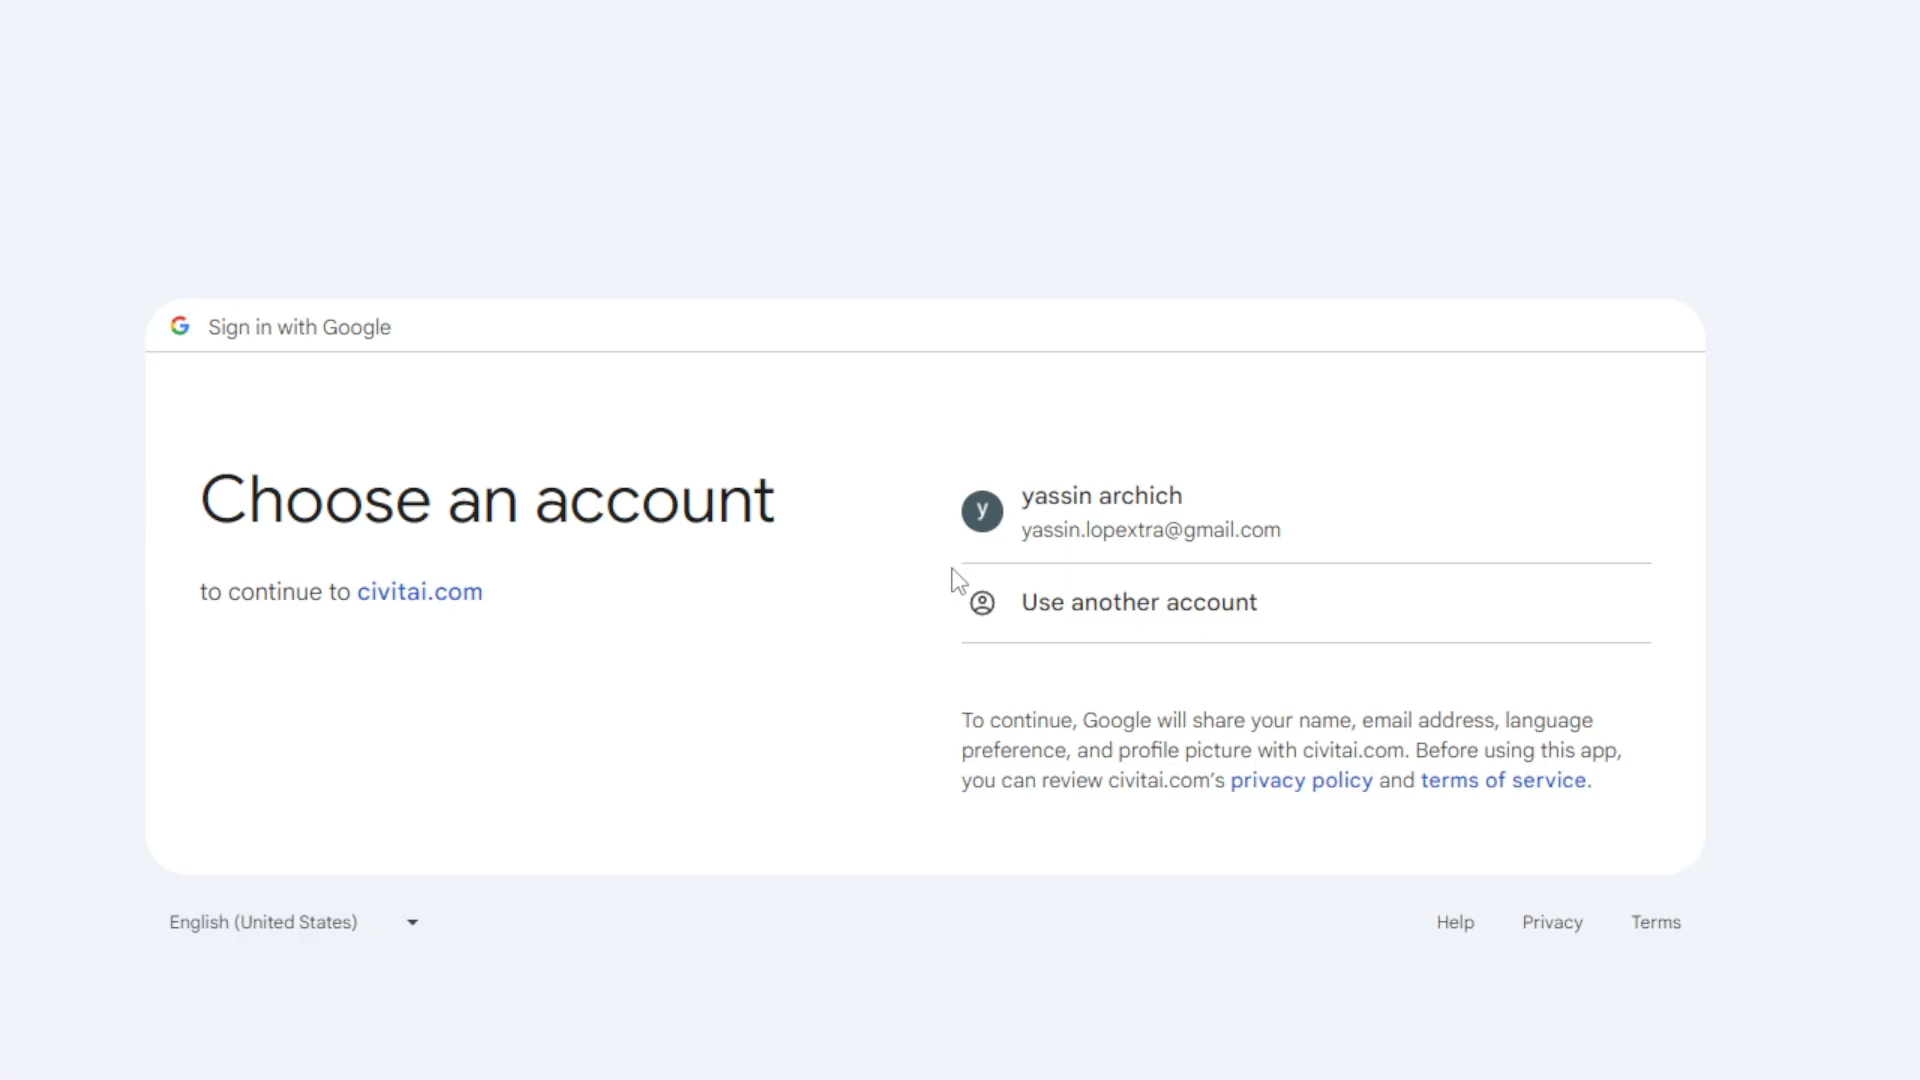 Sign in with Google
Choose an account
to continue to civitai.com
y
yassin archich
yassin.lopextra@gmail.com
Use another account
To continue, Google will share your name, email address, language
preference, and profile picture with civitai.com. Before using this app,
you can review civitai.com’s privacy policy and terms of service.
English (United States)
Help
Privacy
Terms